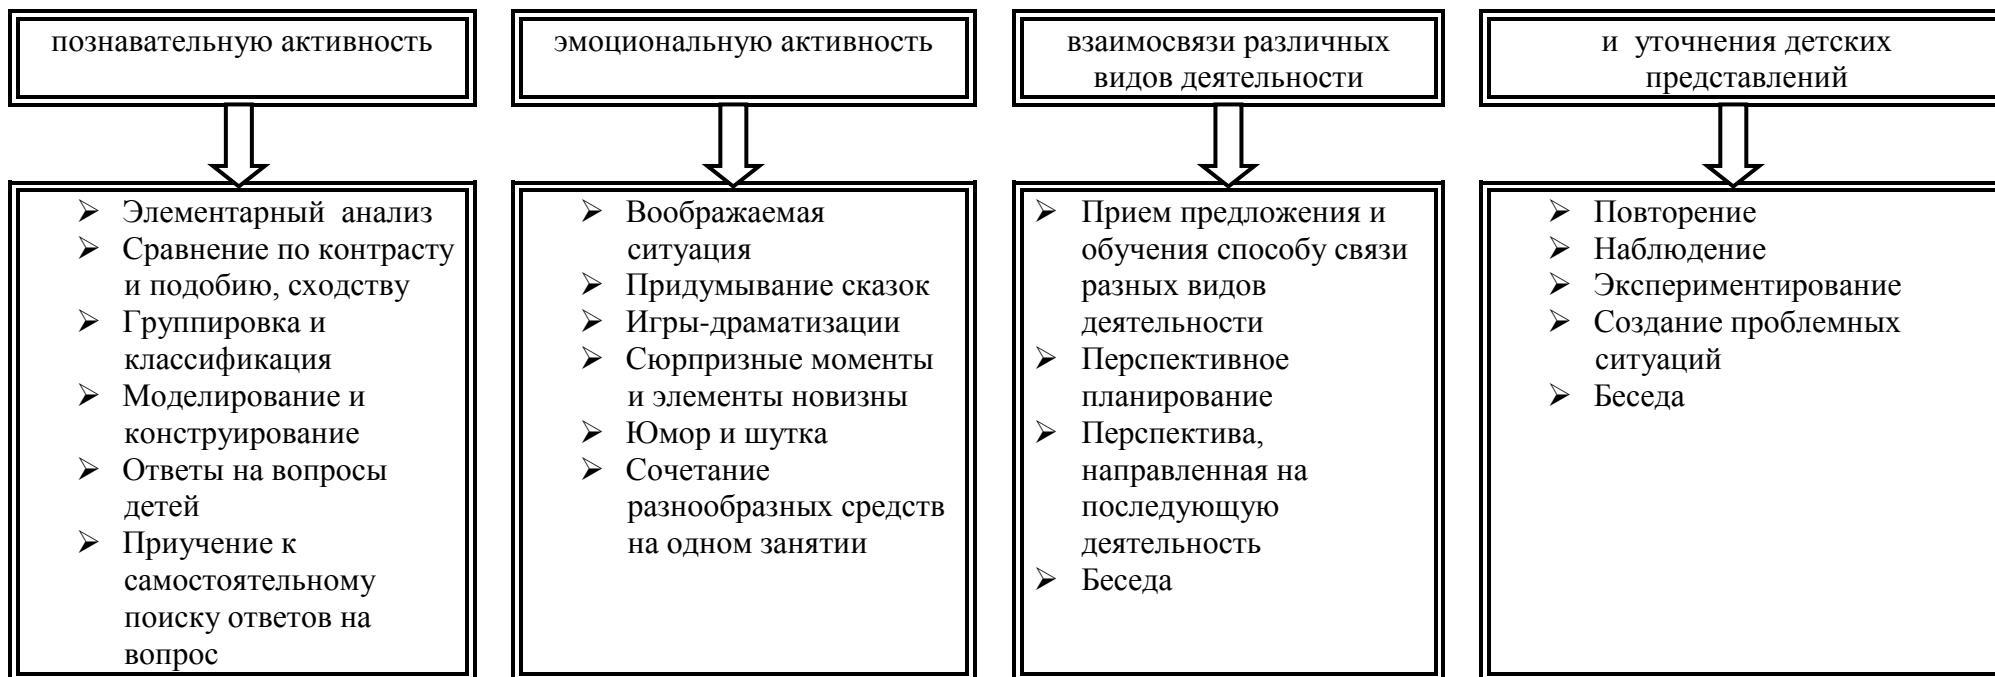 познавательную активность
эмоциональную активность
взаимосвязи различных
видов деятельности
и уточнения детских
представлений
Элементарный анализ
Сравнение по контрасту
и подобию, сходству
Группировка и
классификация
Моделирование и
конструирование
Ответы на вопросы
детей
Приучение к
самостоятельному
поиску ответов на
вопрос
Воображаемая
ситуация
Придумывание сказок
Игры-драматизации
Сюрпризные моменты
и элементы новизны
Юмор и шутка
Сочетание
разнообразных средств
на одном занятии
Прием предложения и
обучения способу связи
разных видов
деятельности
Перспективное
планирование
Перспектива,
направленная на
последующую
деятельность
Беседа
Повторение
Наблюдение
Экспериментирование
Создание проблемных
ситуаций
Беседа